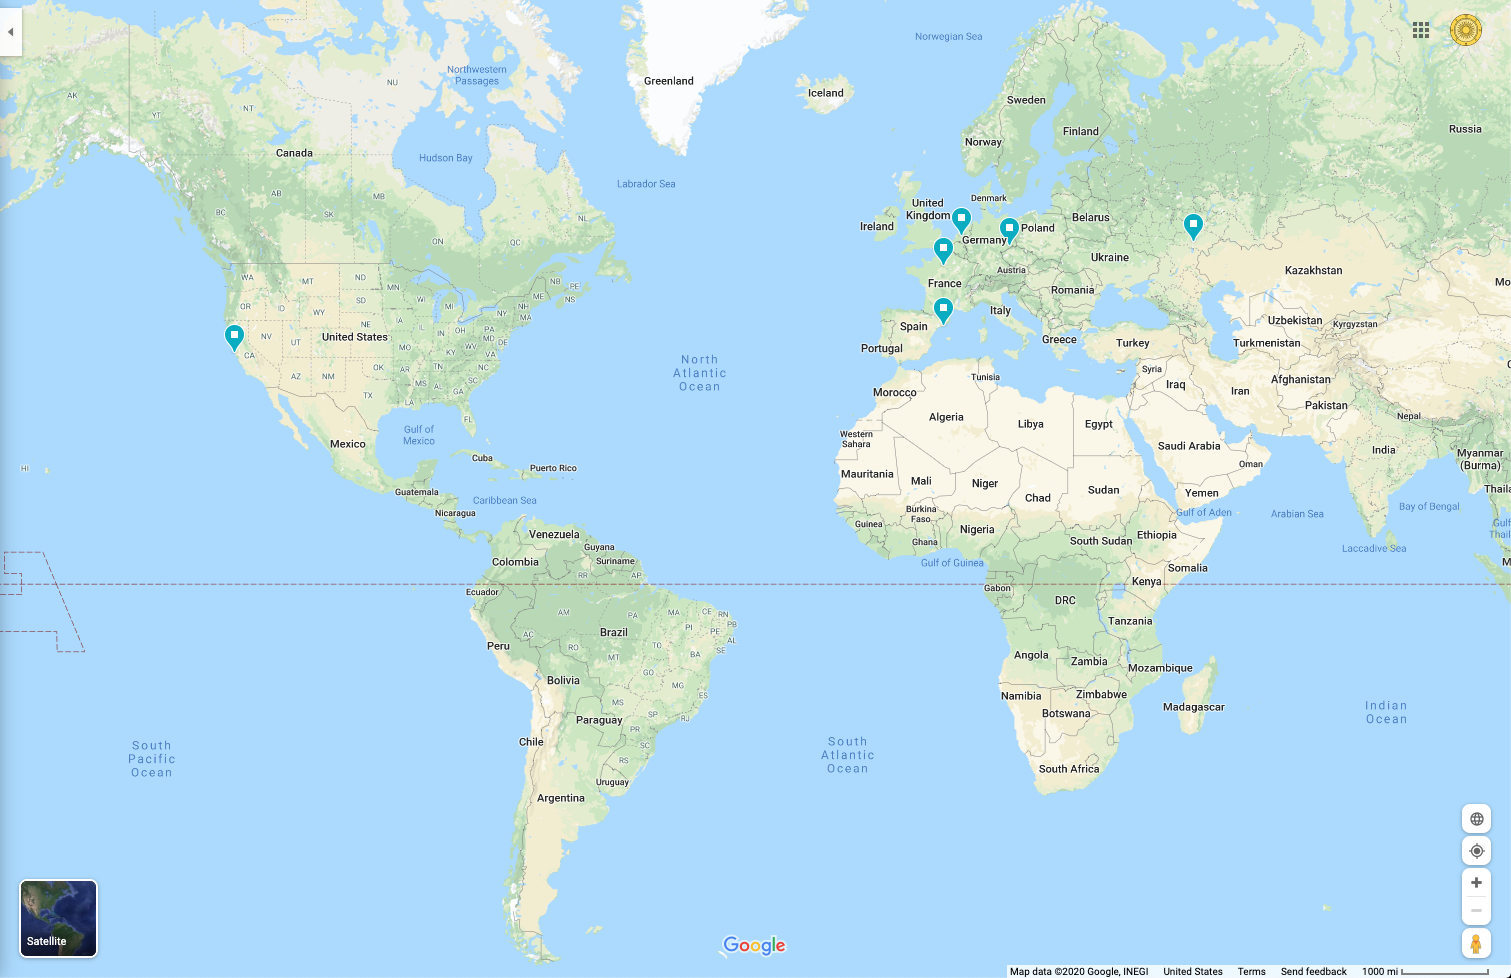 Norwegian Sea
Northwestern
Passages
Greenland
Iceland
Sweden
Finland
Norway
Russia
AK
NU
NT
YT
Canada
Hudson Bay
Labrador Sea
BC
AB
SK
MB
ON
QC
NL
NB
PE
NS
United
Kingdom
Ireland
Denmark
Germany
Poland
Belarus
Ukraine
France
Austria
Romania
Italy
Spain
Portugal
Greece
Turkey
Kazakhstan
Mo
Uzbekistan
Kyrgyzstan
Turkmenistan
Afghanistan
Pakistan
Nepal
India
Myanmar
(Burma)
Thaila
Gulf
Thail
M
C
Syria
Iraq
Iran
Saudi Arabia
Oman
Yemen
Gulf of Aden
Arabian Sea
Bay of Bengal
Laccadive Sea
WA
OR
CA
NV
MT
ID
WY
UT
AZ
NM
ND
SD
NE
United States
OK
TX
MN
IA
WI
MI
IL
IN
OH
PA
NY
VT
NH
ME
MA
MD
DE
NJ
WV
VA
KY
TN
NC
SC
AR
MS
AL
GA
LA
FL
HI
North
Atlantic
Ocean
Gulf of
Mexico
Mexico
Cuba
Puerto Rico
Guatemala
Caribbean Sea
Nicaragua
Venezuela
Guyana
Suriname
Colombia
Ecuador
RR
AP
AM
PA
MA
CE
RN
PB
PE
AL
SE
PI
TO
BA
AC
RO
MT
GO
MG
ES
MS
SP
RJ
PR
SC
RS
Brazil
Peru
Bolivia
Paraguay
Chile
Uruguay
Argentina
Morocco
Tunisia
Algeria
Libya
Egypt
Western
Sahara
Mauritania
Mali
Niger
Chad
Sudan
Burkina
Faso
Guinea
Ghana
Nigeria
South Sudan
Ethiopia
Somalia
Gulf of Guinea
Gabon
DRC
Kenya
Tanzania
Angola
Zambia
Mozambique
Namibia
Zimbabwe
Botswana
Madagascar
South Africa
South
Pacific
Ocean
South
Atlantic
Ocean
Indian
Ocean
Satellite
Google
Map data ©2020 Google, INEGI United States Terms Send feedback 1000 mi